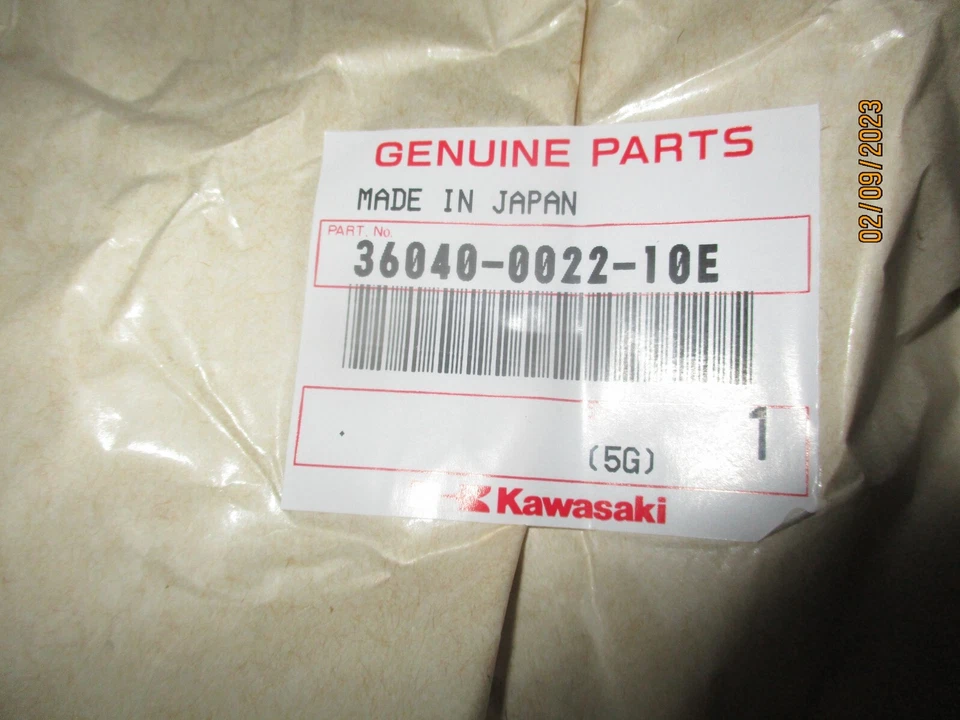 GENUINE PARTS
MADE IN JAPAN
PART. No.
36040-0022-10E
1
(5G)
Kawasaki
02/09/2023